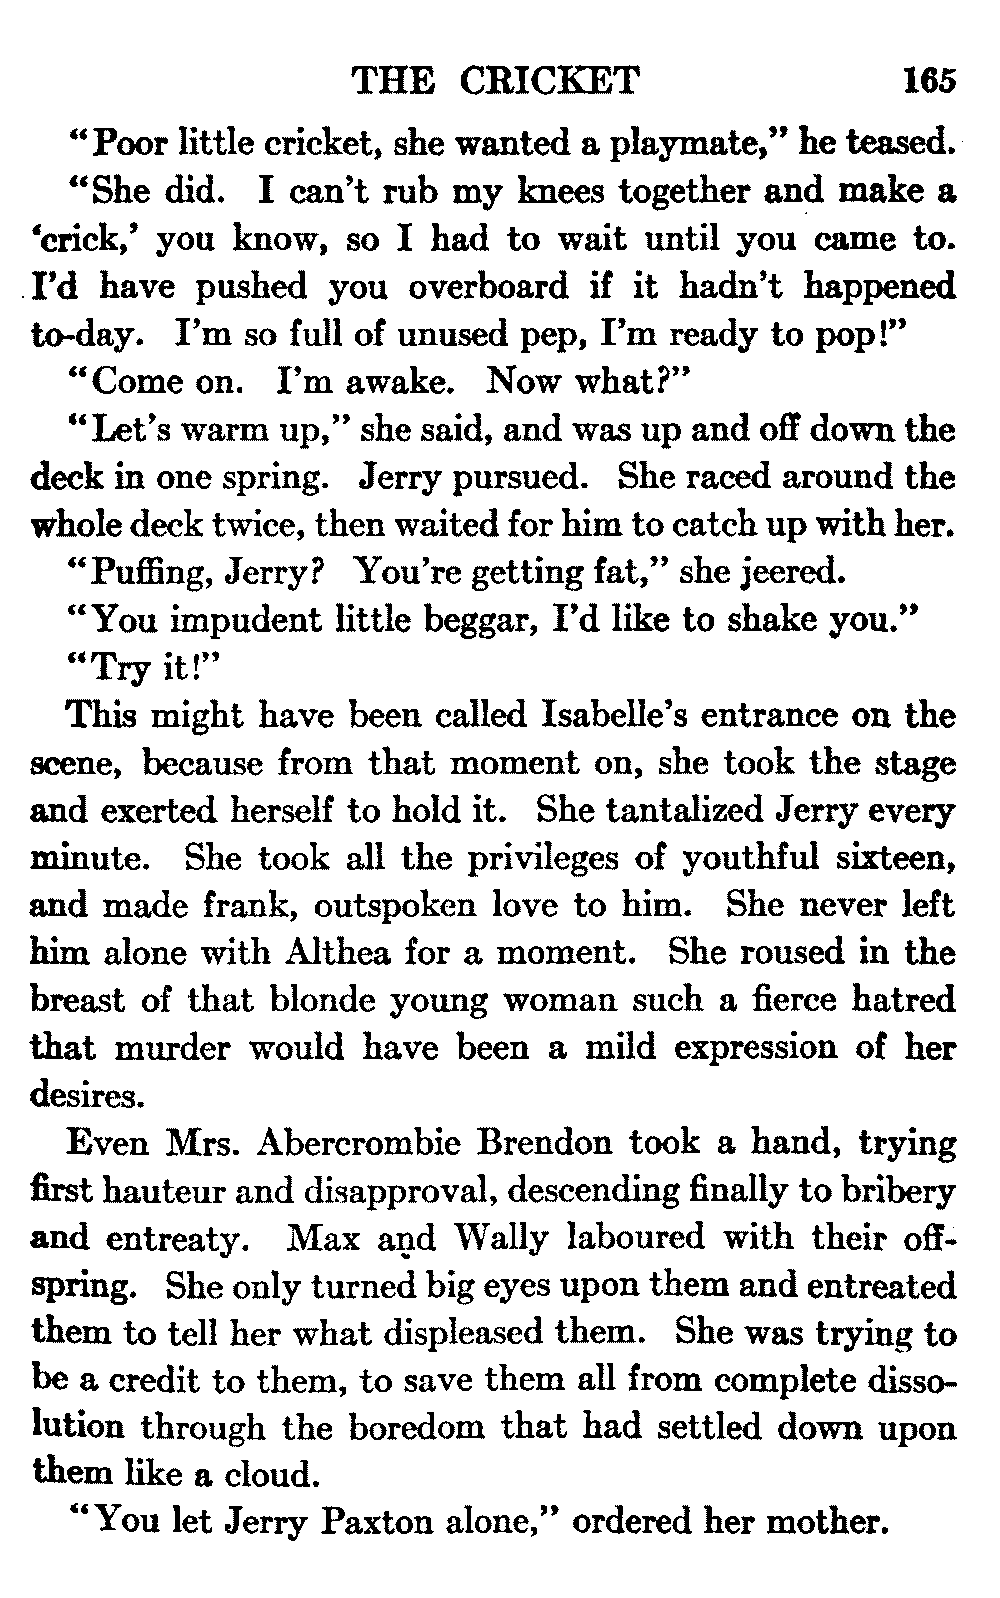 THE CRICKET 165
"Poor little cricket, she wanted a playmate," he teased.
"She did. I can't rub my knees together and make a
'crick,' you know, so I had to wait until you came to.
I'd have pushed you overboard if it hadn't happened
to-day. I'm so full of unused pep, I'm ready to pop!"
"Come on. I'm awake. Now what?"
"Let's warm up," she said, and was up and off down the
deck in one spring. Jerry pursued. She raced around the
whole deck twice, then waited for him to catch up with her.
"Puffing, Jerry? You're getting fat," she jeered.
"You impudent little beggar, I'd like to shake you."
"Try it!"
This might have been called Isabelle's entrance on the
scene, because from that moment on, she took the stage
and exerted herself to hold it. She tantalized Jerry every
minute. She took all the privileges of youthful sixteen,
and made frank, outspoken love to him. She never left
him alone with Althea for a moment. She roused in the
breast of that blonde young woman such a fierce hatred
that murder would have been a mild expression of her
desires.
Even Mrs. Abercrombie Brendon took a hand, trying
first hauteur and disapproval, descending finally to bribery
and entreaty. Max and Wally laboured with their off-
spring. She only turned big eyes upon them and entreated
them to tell her what displeased them. She was trying to
be a credit to them, to save them all from complete disso-
lution through the boredom that had settled down upon
them like a cloud.
"You let Jerry Paxton alone," ordered her mother.